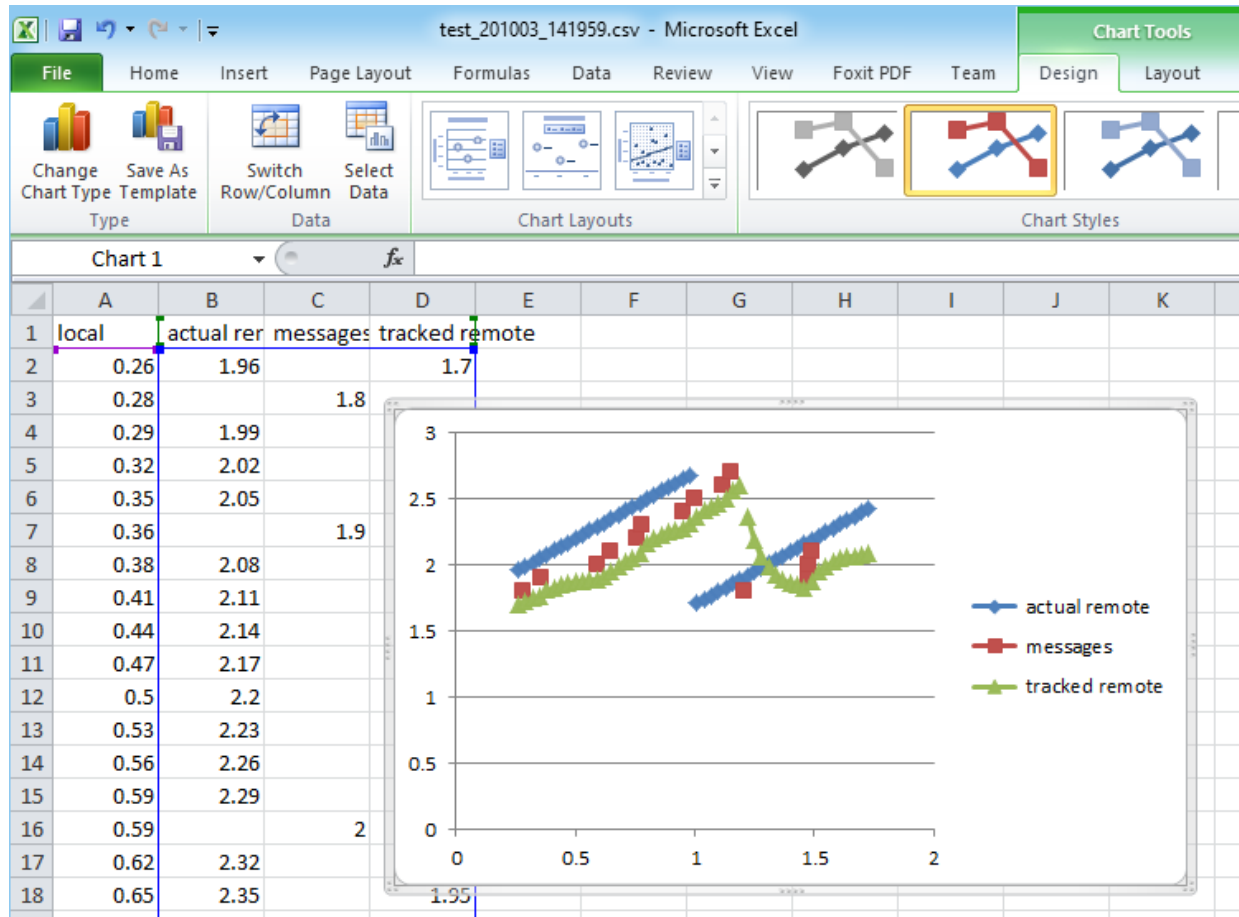 test_201003_141959.csv - Microsoft Excel
Chart Tools
File Home Insert Page Layout Formulas Data Review View Foxit PDF Team Design Layout
Change Chart Type Save As Template Switch Row/Column Select Data
Type Data Chart Layouts Chart Styles
Chart 1 fx
A B C D E F G H I J K
1 local actual rer messages tracked remote
2 0.26 1.96 1.7
3 0.28 1.8
4 0.29 1.99
5 0.32 2.02
6 0.35 2.05
7 0.36 1.9
8 0.38 2.08
9 0.41 2.11
10 0.44 2.14
11 0.47 2.17
12 0.5 2.2
13 0.53 2.23
14 0.56 2.26
15 0.59 2.29
16 0.59 2
17 0.62 2.32
18 0.65 2.35 1.95
3
2.5
2
1.5
1
0.5
0
0 0.5 1 1.5 2
actual remote
messages
tracked remote